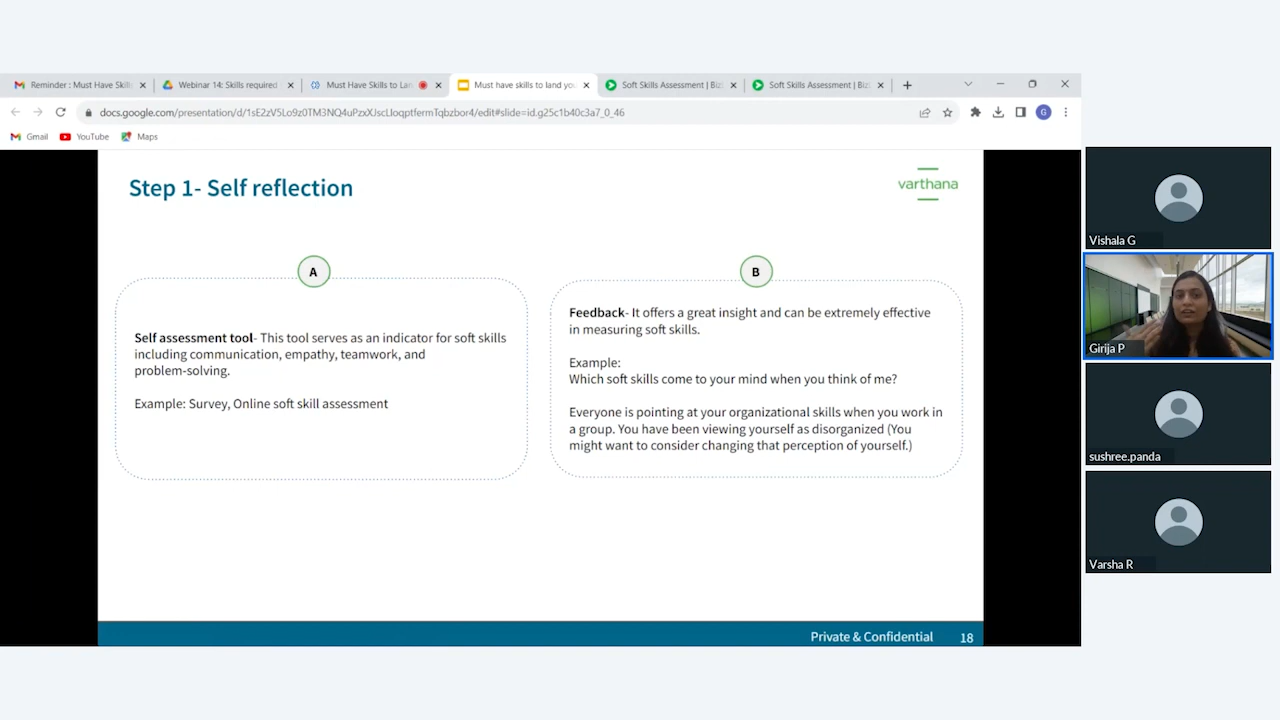 Reminder : Must Have Skill
Webinar 14: Skills required
Must Have Skills to Lan
Must have skills to land you
Soft Skills Assessment | Biz
Soft Skills Assessment | Biz
docs.google.com/presentation/d/1sE2zV5Lo9z0TM3NQ4uPzxXJscLIoqptfermTqbzbor4/edit#slide=id.g25c1b40c3a7_0_46
G
Gmail
YouTube
Maps
Step 1- Self reflection
varthana
A
Self assessment tool- This tool serves as an indicator for soft skills
including communication, empathy, teamwork, and
problem-solving.
Example: Survey, Online soft skill assessment
B
Feedback- It offers a great insight and can be extremely effective
in measuring soft skills.
Example:
Which soft skills come to your mind when you think of me?
Everyone is pointing at your organizational skills when you work in
a group. You have been viewing yourself as disorganized (You
might want to consider changing that perception of yourself.)
Private & Confidential
18
Vishala G
Girija P
sushree.panda
Varsha R